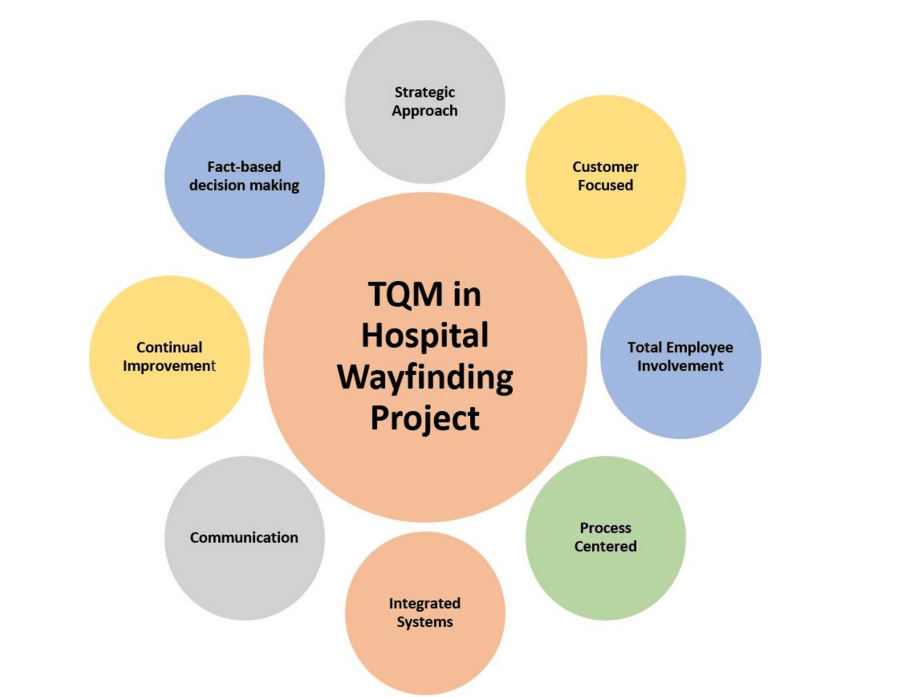 Strategic
Approach
Fact-based
decision making
Customer
Focused
TQM in
Hospital
Wayfinding
Project
Continual
Improvement
Total Employee
Involvement
Communication
Process
Centered
Integrated
Systems